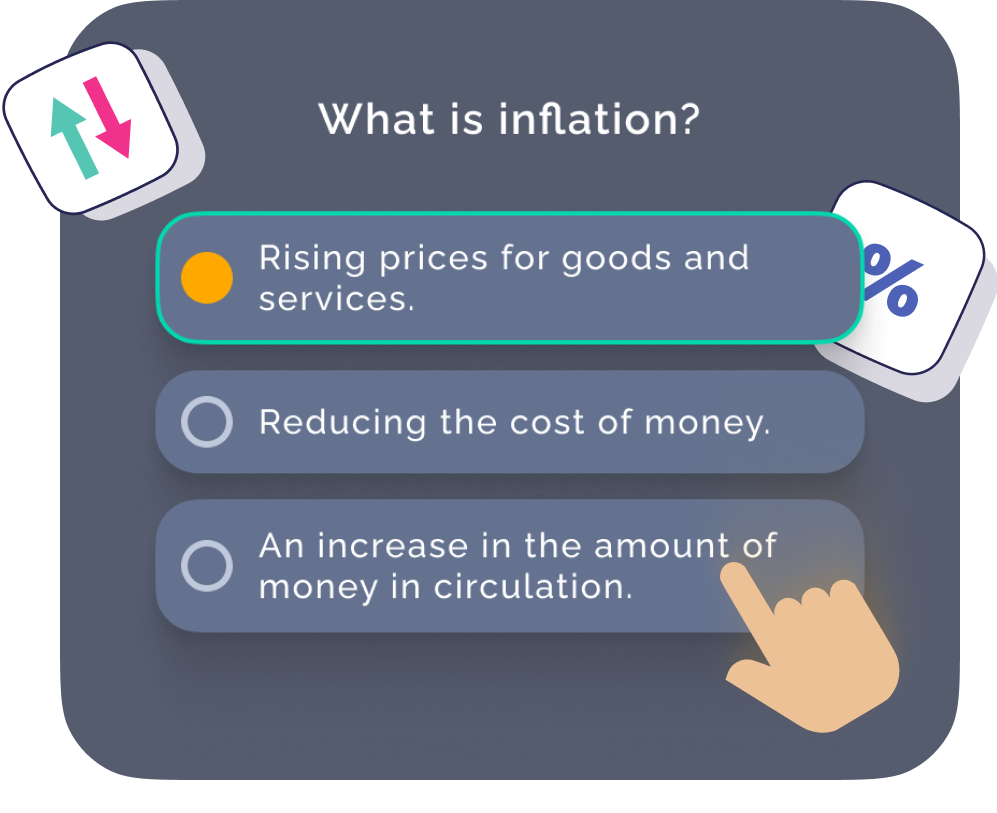 What is inflation?
Rising prices for goods and
services.
%
Reducing the cost of money.
An increase in the amount of
money in circulation.